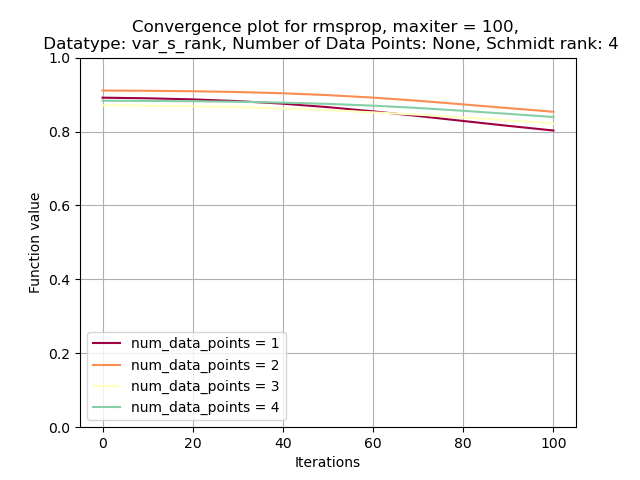 Convergence plot for rmsprop, maxiter = 100,
Datatype: var_s_rank, Number of Data Points: None, Schmidt rank: 4
1.0
0.8
0.6
0.4
0.2
0.0
Function value
num_data_points = 1
num_data_points = 2
num_data_points = 3
num_data_points = 4
0 20 40 60 80 100
Iterations